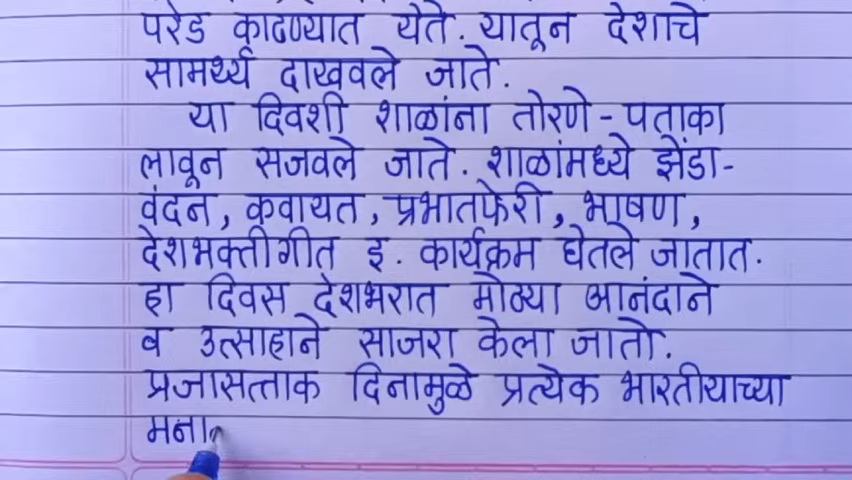 परेड काढण्यात येते. यातून देशाचे
सामर्थ्य दाखवले जाते.
या दिवशी शाळांना तोरणे - पताका
लावून सजवले जाते. शाळांमध्ये झेंडा-
वंदन, कवायत, प्रभातफेरी, भाषण,
देशभक्तीगीत इ. कार्यक्रम घेतले जातात.
हा दिवस देशभरात मोठ्या आनंदाने
व उत्साहाने साजरा केला जातो.
प्रजासत्ताक दिनामुळे प्रत्येक भारतीयाच्या
मना